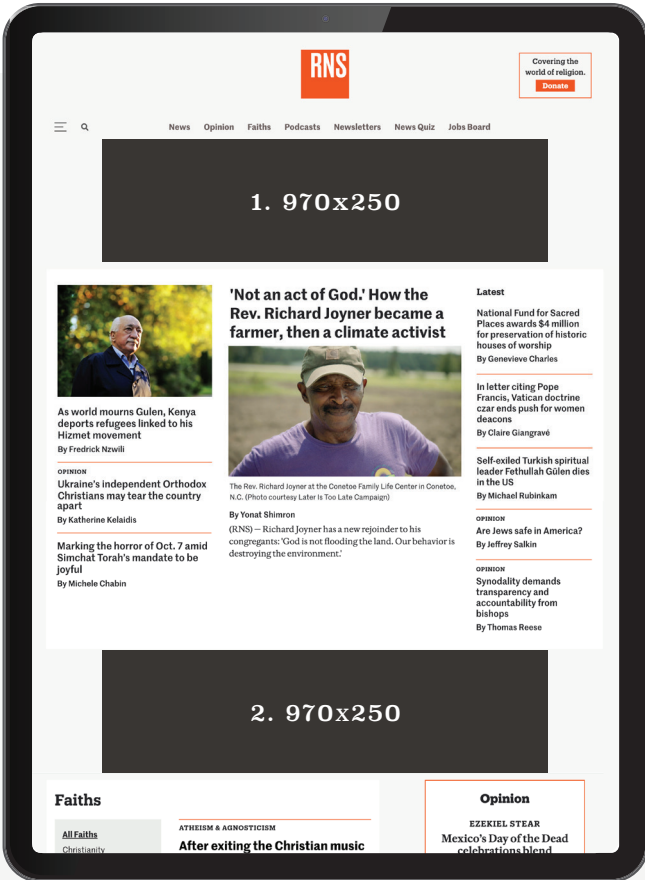 RNS
Covering the
world of religion.
Donate
News Opinion Faiths Podcasts Newsletters News Quiz Jobs Board
1. 970x250
As world mourns Gulen, Kenya
deports refugees linked to his
Hizmet movement
By Fredrick Nzwili
OPINION
Ukraine's independent Orthodox
Christians may tear the country
apart
By Katherine Kelaidis
Marking the horror of Oct. 7 amid
Simchat Torah's mandate to be
joyful
By Michele Chabin
'Not an act of God.' How the
Rev. Richard Joyner became a
farmer, then a climate activist
The Rev. Richard Joyner at the Conetoe Family Life Center in Conetoe,
N.C. (Photo courtesy Later Is Too Late Campaign)
By Yonat Shimron
(RNS) — Richard Joyner has a new rejoinder to his
congregants: 'God is not flooding the land. Our behavior is
destroying the environment.'
Latest
National Fund for Sacred
Places awards $4 million
for preservation of historic
houses of worship
By Genevieve Charles
In letter citing Pope
Francis, Vatican doctrine
czar ends push for women
deacons
By Claire Giangravé
Self-exiled Turkish spiritual
leader Fethullah Gülen dies
in the US
By Michael Rubinkam
OPINION
Are Jews safe in America?
By Jeffrey Salkin
OPINION
Synodality demands
transparency and
accountability from
bishops
By Thomas Reese
2. 970x250
Faiths
All Faiths
Christianity
ATHEISM & AGNOSTICISM
After exiting the Christian music
Opinion
EZEKIEL STEAR
Mexico's Day of the Dead
celebrations blend